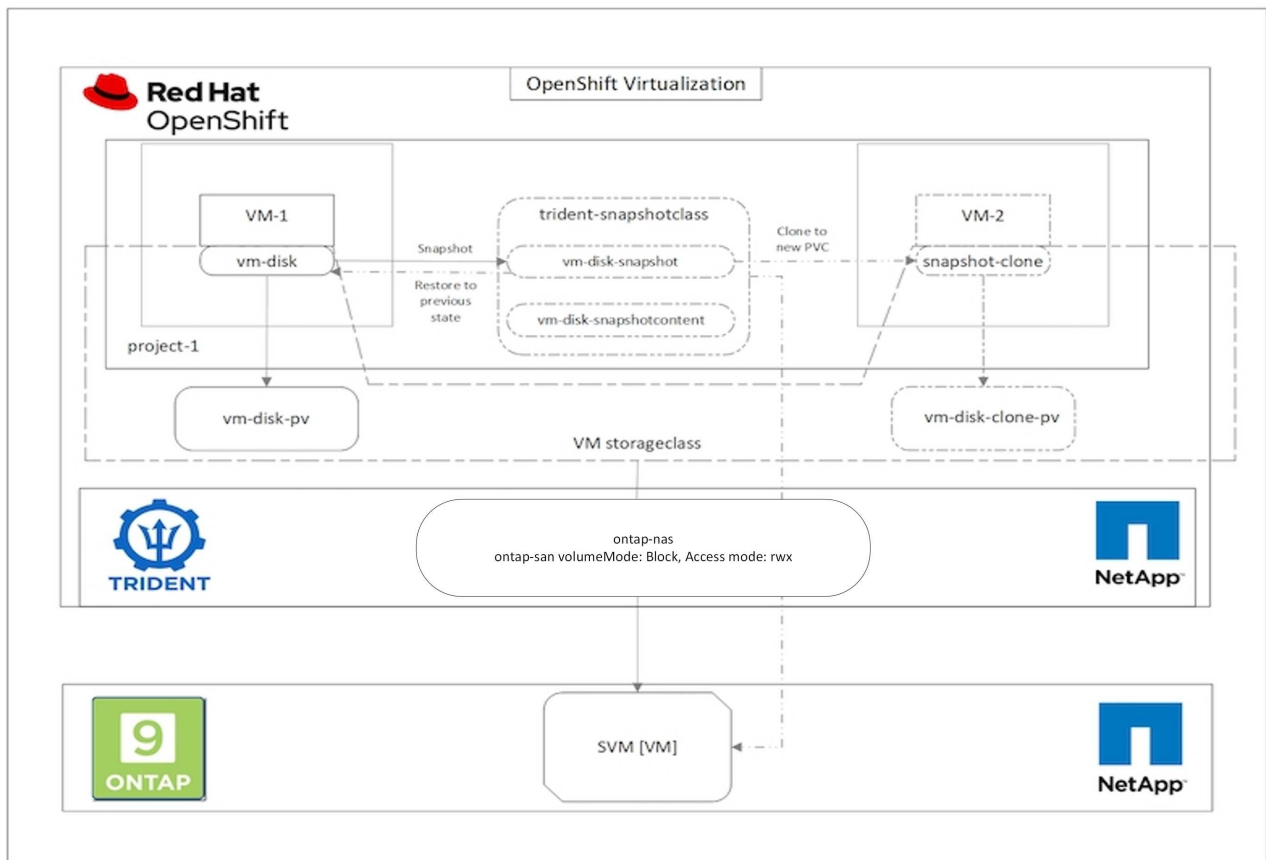 OpenShift Virtualization
Red Hat
OpenShift
VM-1
vm-disk
Snapshot
Restore to
previous
state
trident-snapshotclass
vm-disk-snapshot
vm-disk-snapshotcontent
Clone to
new PVC
VM-2
snapshot-clone
project-1
vm-disk-pv
vm-disk-clone-pv
VM storageclass
TRIDENT
ontap-nas
ontap-san volumeMode: Block, Access mode: rwx
NetApp™
9
ONTAP
SVM [VM]
NetApp™